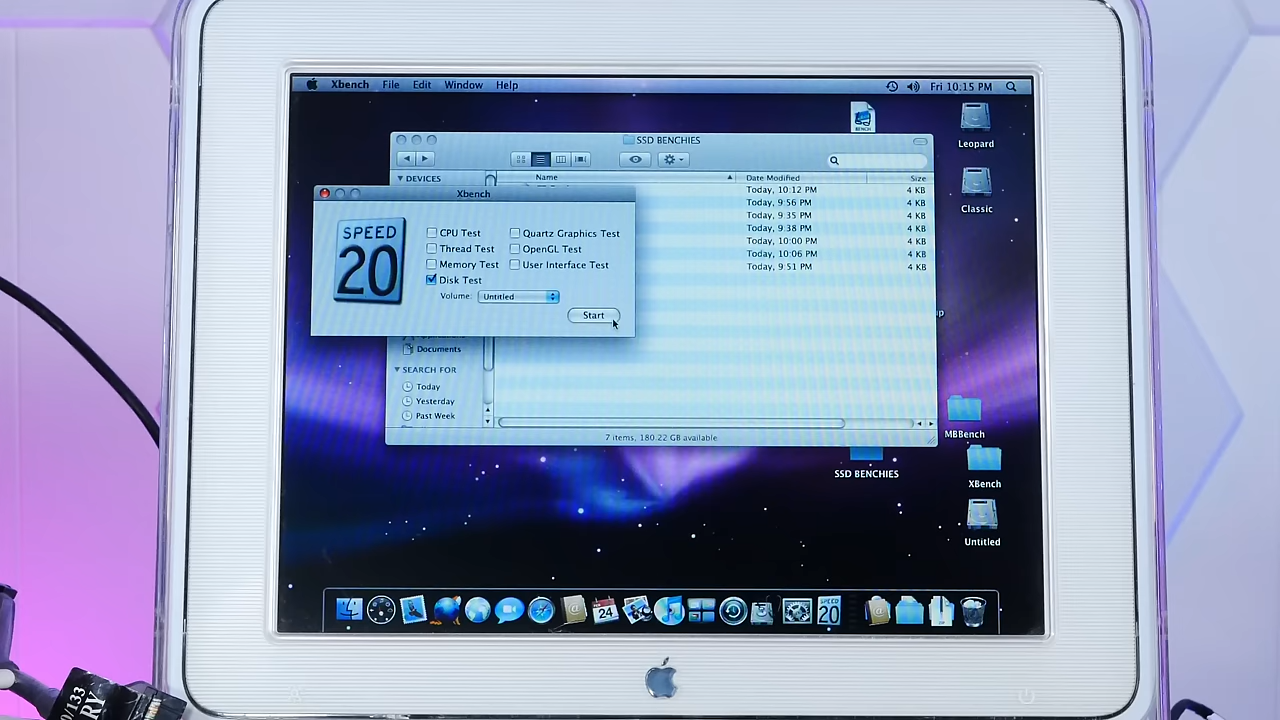 Xbench File Edit Window Help Fri 10:15 PM
BENCH
SSD BENCHIES
Leopard
DEVICES
Name Date Modified Size
Today, 10:12 PM 4 KB
Today, 9:56 PM 4 KB
Today, 9:35 PM 4 KB
Today, 9:38 PM 4 KB
Today, 10:00 PM 4 KB
Today, 10:06 PM 4 KB
Today, 9:51 PM 4 KB
Classic
Xbench
SPEED
20
CPU Test
Quartz Graphics Test
Thread Test
OpenGL Test
Memory Test
User Interface Test
Disk Test
Volume: Untitled
Start
Documents
SEARCH FOR
Today
Yesterday
Past Week
7 items, 180.22 GB available
MBBench
SSD BENCHIES
XBench
Untitled
24
SPEED
20
0/133
RY